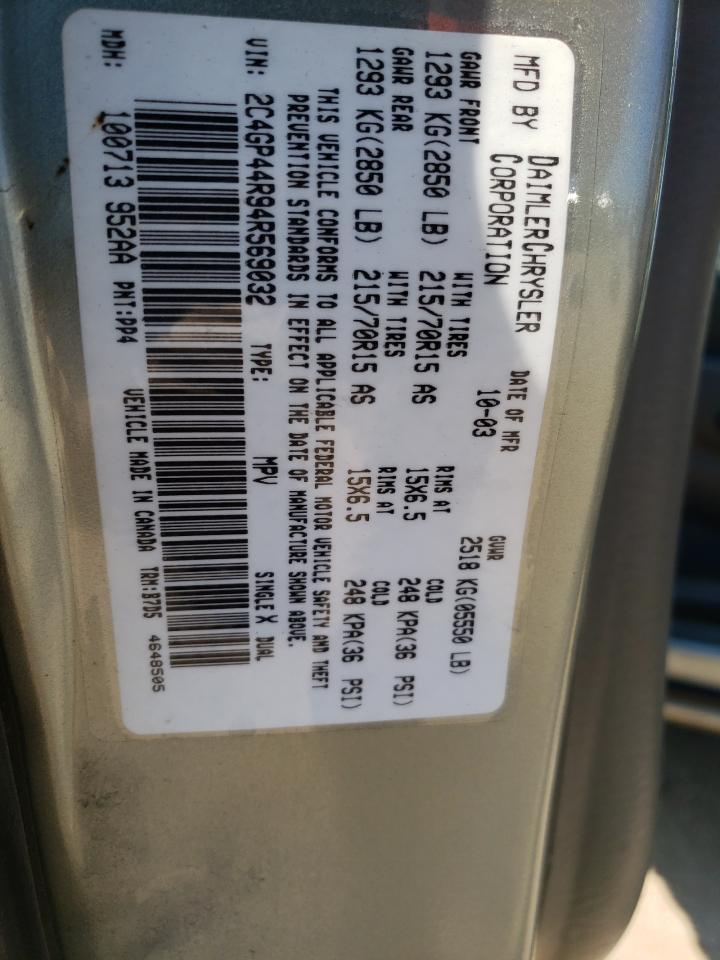 MFD BY DAIMLERCHRYSLER CORPORATION
DATE OF MFR GVWR
10-03 2518 KG(05550 LB)
GAWR FRONT WITH TIRES RIMS AT COLD
1293 KG(2850 LB) 215/70R15 AS 15X6.5 248 KPA(36 PSI)
GAWR REAR WITH TIRES RIMS AT COLD
1293 KG(2850 LB) 215/70R15 AS 15X6.5 248 KPA(36 PSI)
THIS VEHICLE CONFORMS TO ALL APPLICABLE FEDERAL MOTOR VEHICLE SAFETY AND THEFT
PREVENTION STANDARDS IN EFFECT ON THE DATE OF MANUFACTURE SHOWN ABOVE.
VIN: 2C4GP44R94R569032 TYPE: MPV SINGLE X DUAL
MDH: 100713 952AA PNT:PP4 VEHICLE MADE IN CANADA TRM:B7D5 4648505